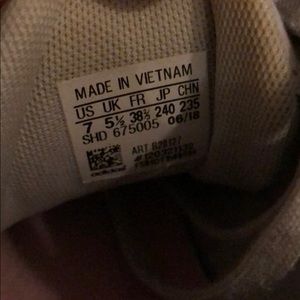 MADE IN VIETNAM
US UK FR JP CHN
7 5½ 38⅔ 240 235
SHD 675005 06/18
ART
adidas